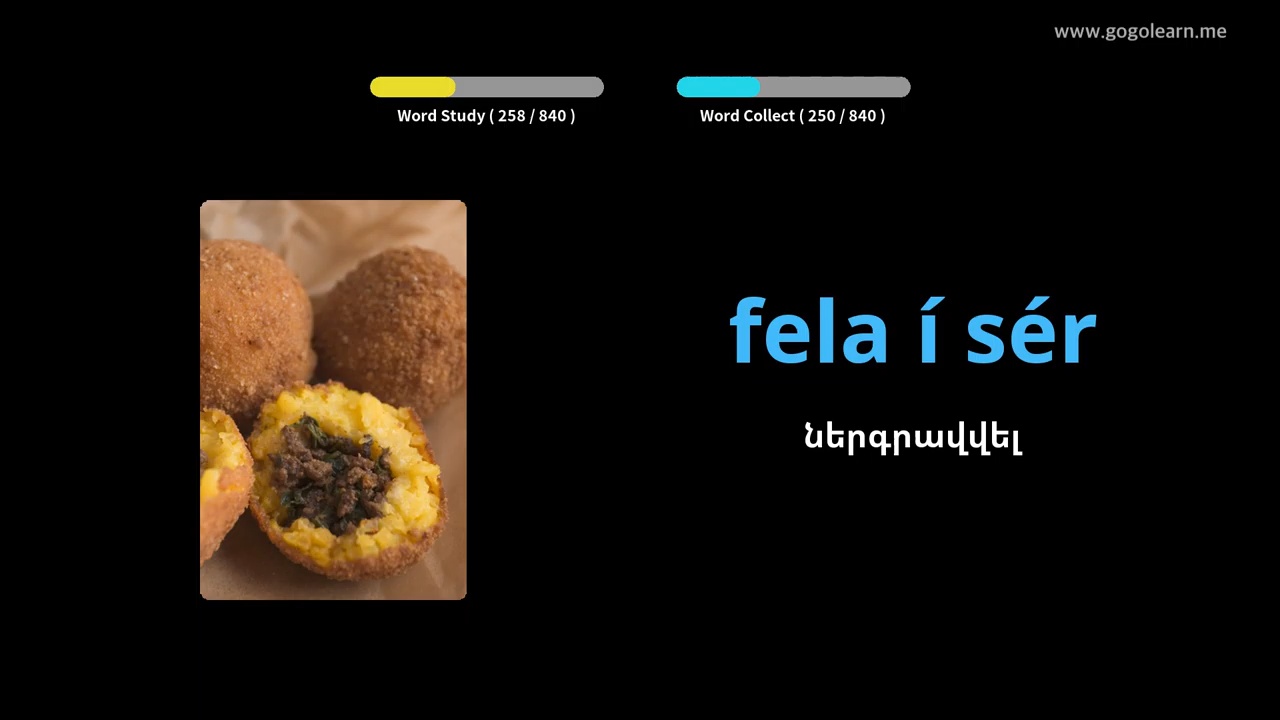 www.gogolearn.me
Word Study ( 258 / 840 )
Word Collect ( 250 / 840 )
fela í sér
ներգրավվել